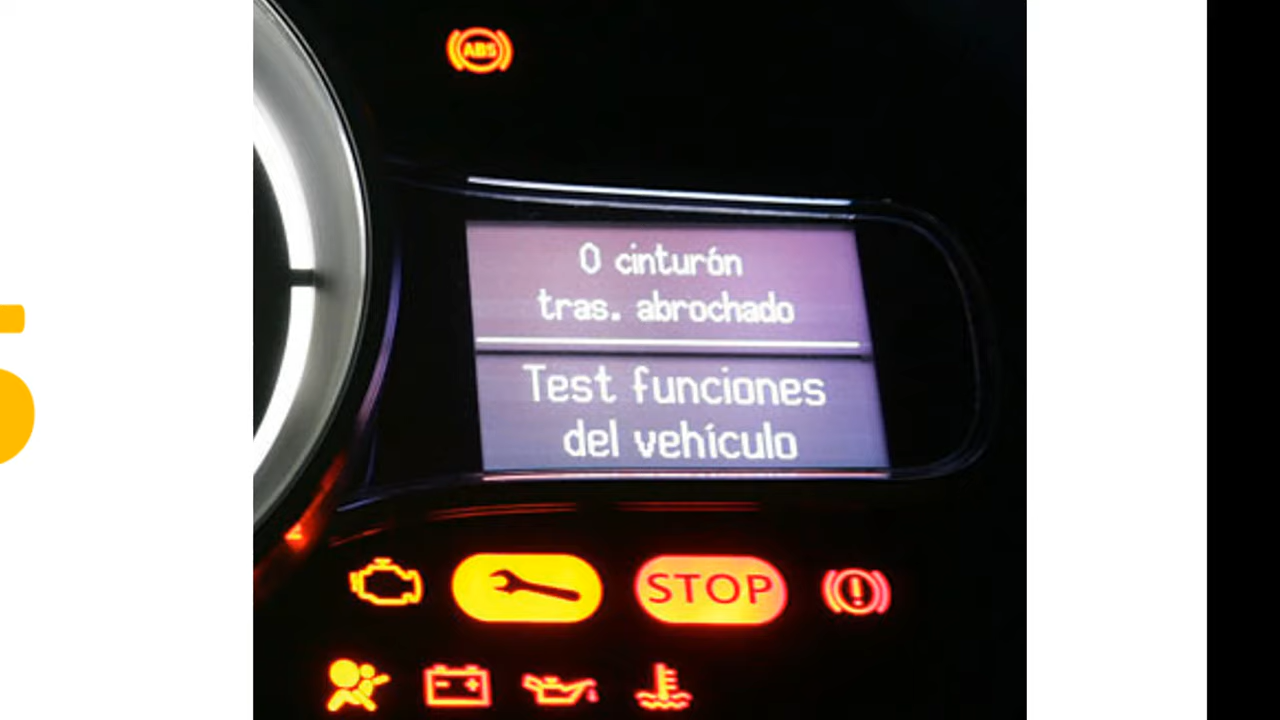 ABS
0 cinturón
tras. abrochado
Test funciones
del vehículo
STOP